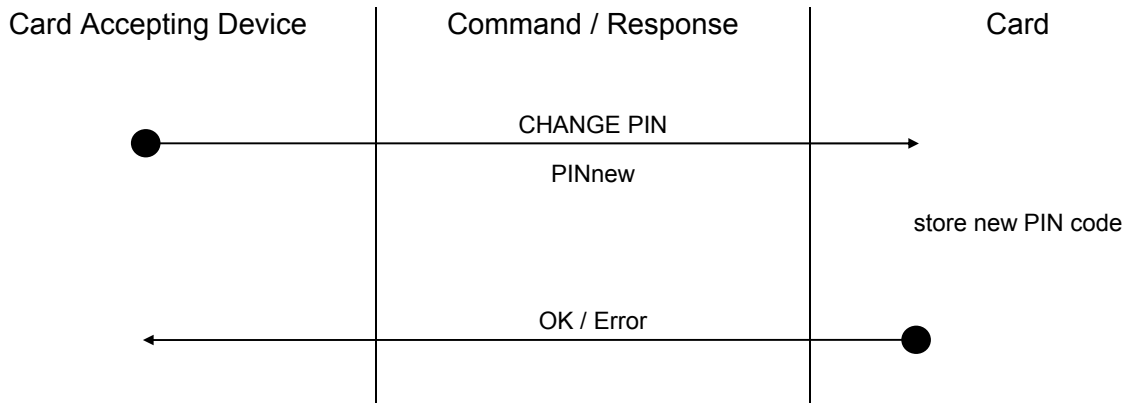 Card Accepting Device
Command / Response
Card
CHANGE PIN
PINnew
store new PIN code
OK / Error